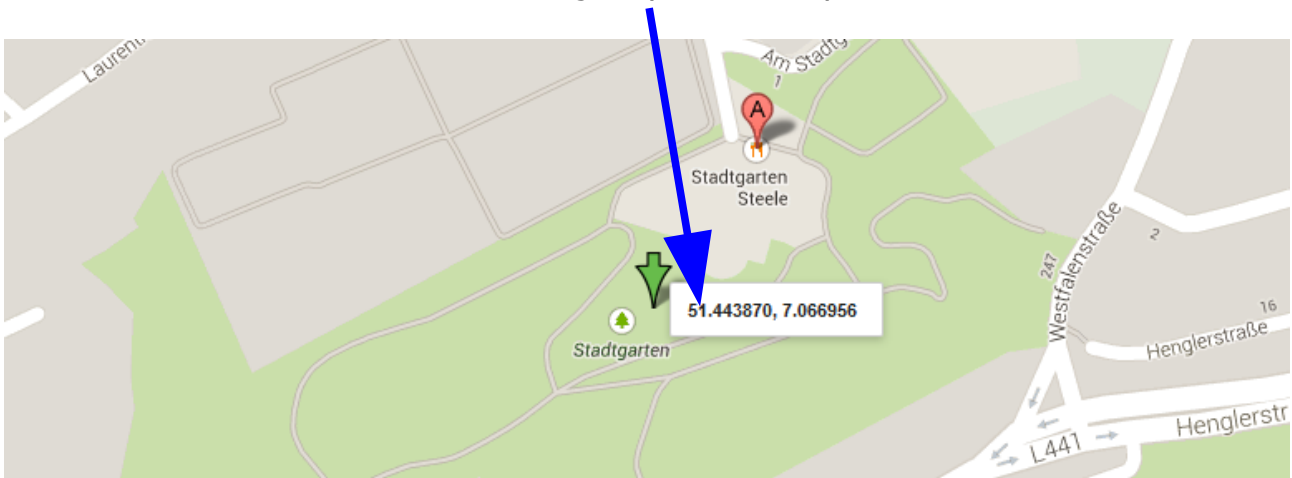 Am Stadtg
1
A
Stadtgarten
Steele
2
247
Westfalenstraße
51.443870, 7.066956
16
Stadtgarten
Henglerstraße
Henglerstr
L441